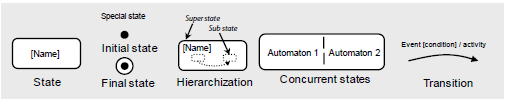 [Name]
State
Special state
Initial state
Final state
Super state
Sub state
[Name]
Hierarchization
Automaton 1 Automaton 2
Concurrent states
Event [condition] / activity
Transition